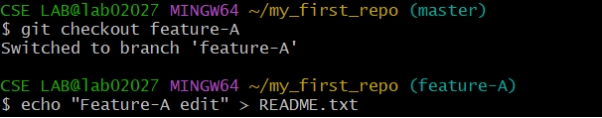 CSE LAB@lab02027 MINGW64 ~/my_first_repo (master)
$ git checkout feature-A
Switched to branch 'feature-A'
CSE LAB@lab02027 MINGW64 ~/my_first_repo (feature-A)
$ echo "Feature-A edit" > README.txt